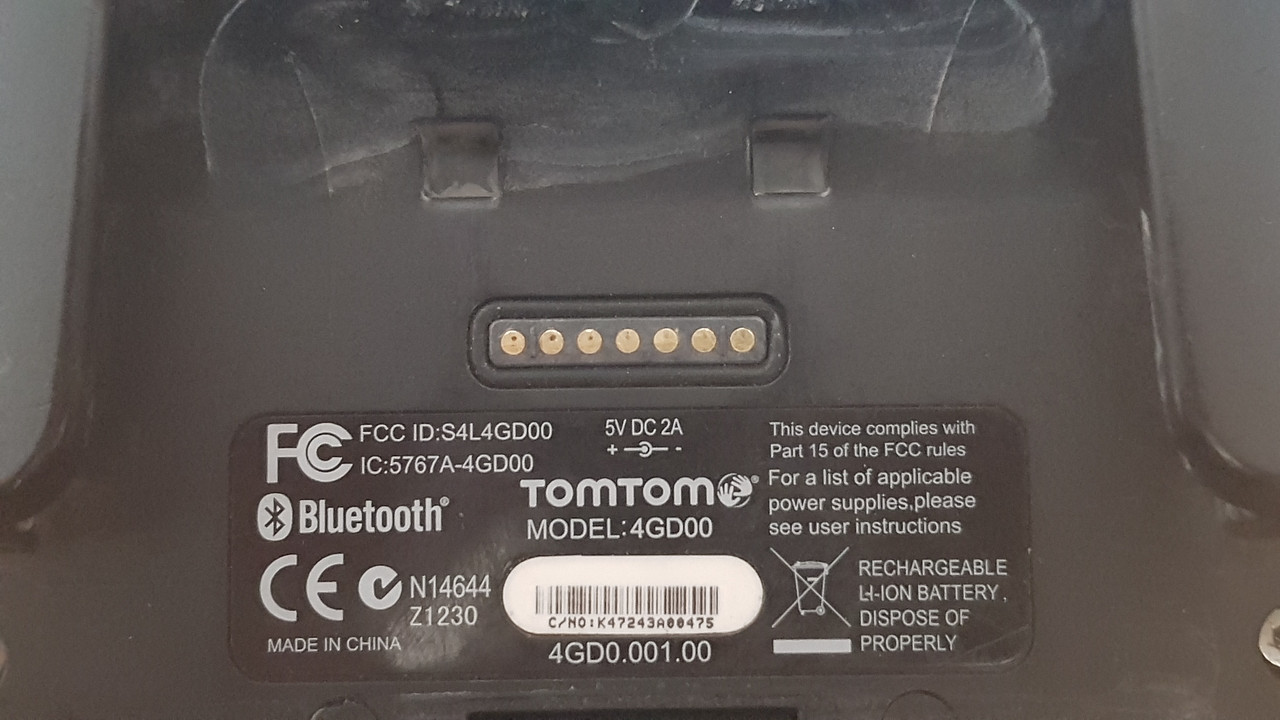 FC
FCC ID:S4L4GD00
IC:5767A-4GD00
Bluetooth®
CE
N14644
Z1230
MADE IN CHINA
5V DC 2A
+ -
TOMTOM®
MODEL:4GD00
C/NO:K47243A00475
4GD0.001.00
This device complies with
Part 15 of the FCC rules
For a list of applicable
power supplies,please
see user instructions
RECHARGEABLE
LI-ION BATTERY,
DISPOSE OF
PROPERLY